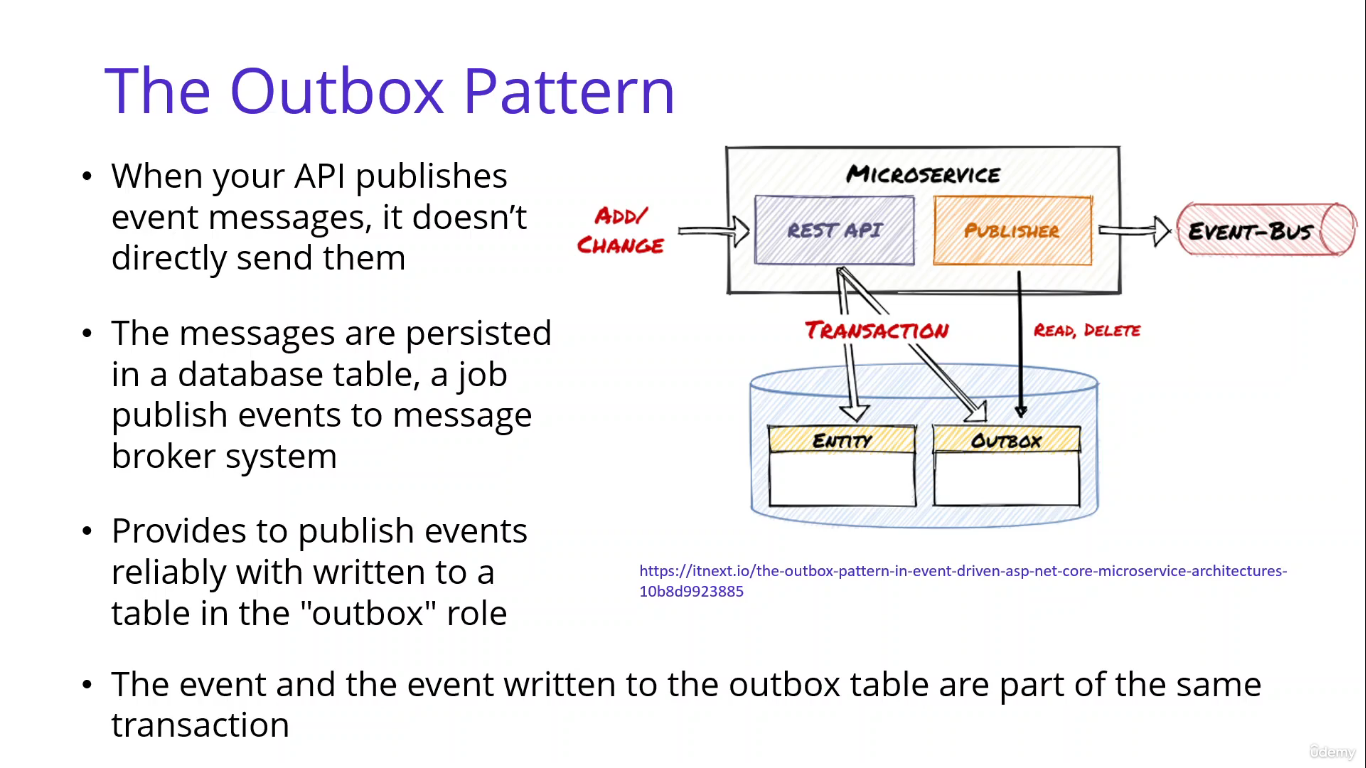 The Outbox Pattern
• When your API publishes
event messages, it doesn’t
directly send them
• The messages are persisted
in a database table, a job
publish events to message
broker system
• Provides to publish events
reliably with written to a
table in the "outbox" role
• The event and the event written to the outbox table are part of the same
transaction
MICROSERVICE
ADD/
CHANGE
REST API
PUBLISHER
EVENT-BUS
TRANSACTION
READ, DELETE
ENTITY
OUTBOX
https://itnext.io/the-outbox-pattern-in-event-driven-asp-net-core-microservice-architectures-
10b8d9923885
ûdemy